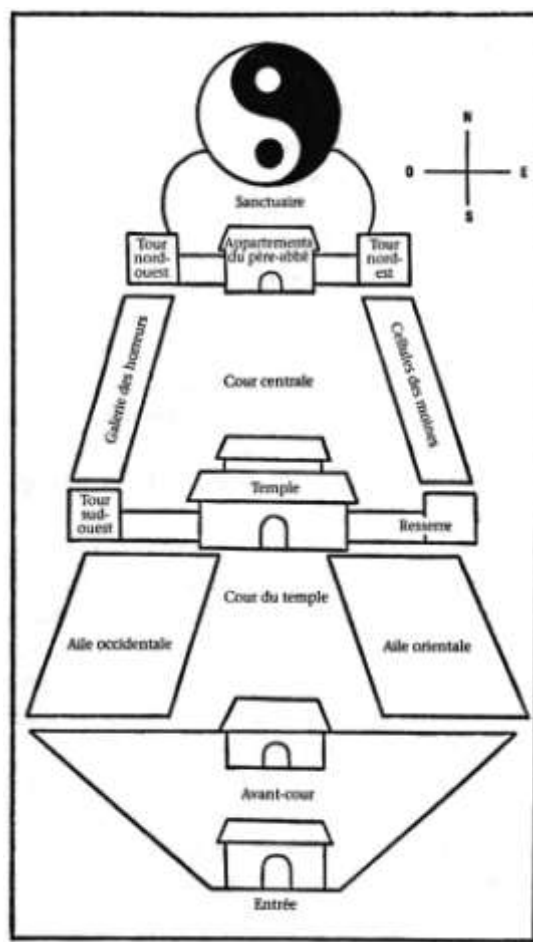 N
O E
S
Sanctuaire
Tour
nord-
ouest
Appartements
du père-abbé
Tour
nord-
est
Galerie des horreurs
Cour centrale
Cellules des moines
Temple
Tour
sud-
ouest
Resserre
Cour du temple
Aile occidentale
Aile orientale
Avant-cour
Entrée